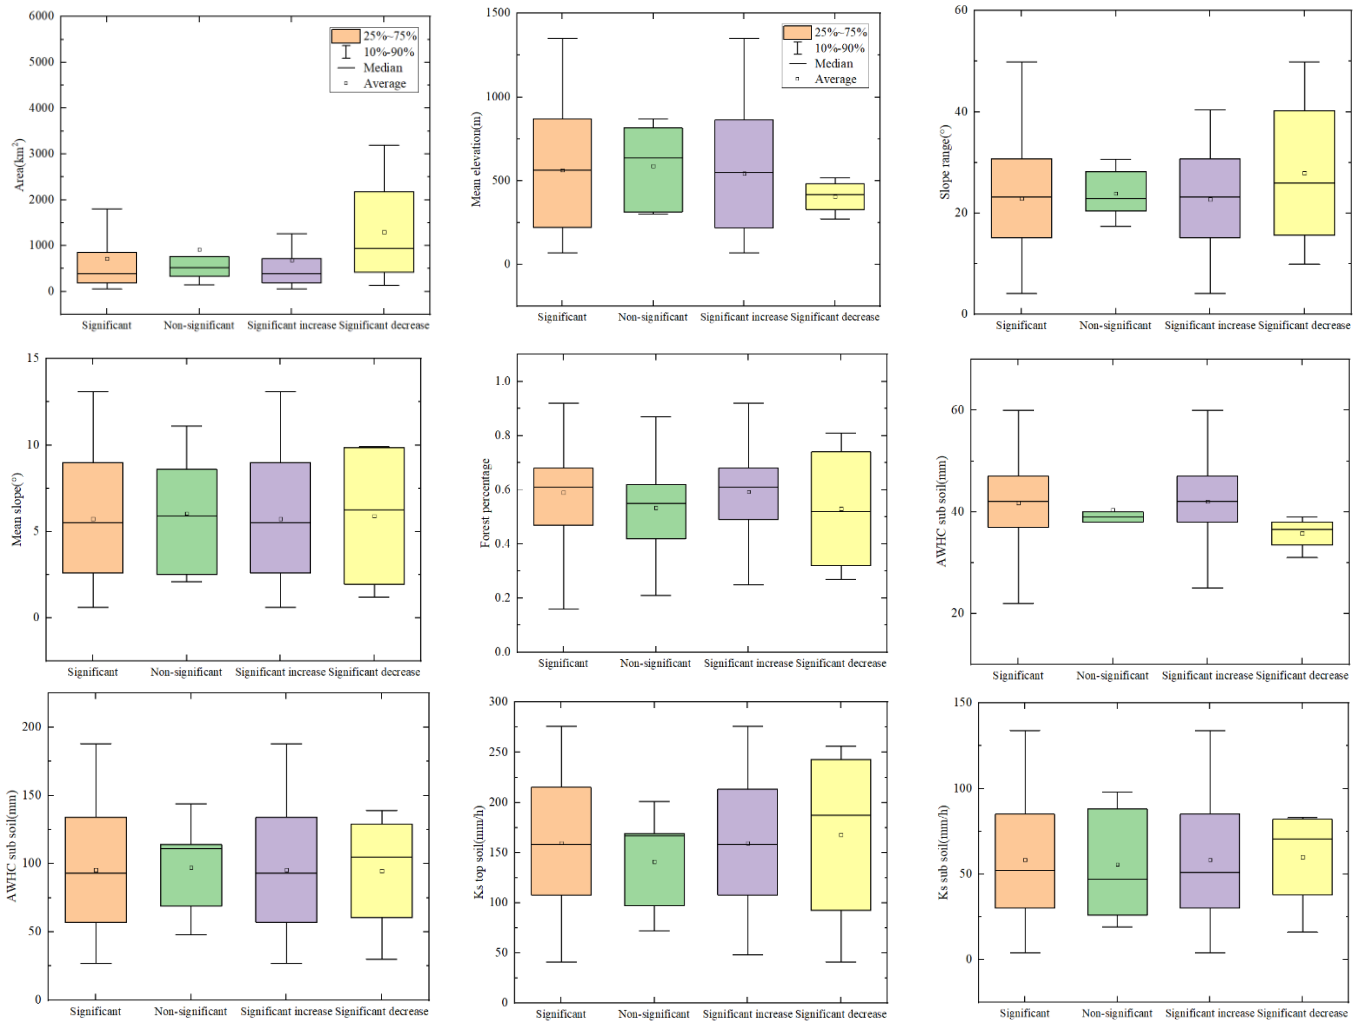 6000
5000
4000
3000
2000
1000
0
Area(km²)
25%~75%
10%-90%
Median
Average
Significant
Non-significant
Significant increase
Significant decrease
1500
1000
500
0
Mean elevation(m)
25%~75%
10%-90%
Median
Average
Significant
Non-significant
Significant increase
Significant decrease
60
40
20
0
Slope range(°)
Significant
Non-significant
Significant increase
Significant decrease
15
10
5
0
Mean slope(°)
Significant
Non-significant
Significant increase
Significant decrease
1.0
0.8
0.6
0.4
0.2
0.0
Forest percentage
Significant
Non-significant
Significant increase
Significant decrease
60
40
20
AWHC sub soil(mm)
Significant
Non-significant
Significant increase
Significant decrease
200
150
100
50
0
AWHC sub soil(mm)
Significant
Non-significant
Significant increase
Significant decrease
300
250
200
150
100
50
0
Ks top soil(mm/h)
Significant
Non-significant
Significant increase
Significant decrease
150
100
50
0
Ks sub soil(mm/h)
Significant
Non-significant
Significant increase
Significant decrease